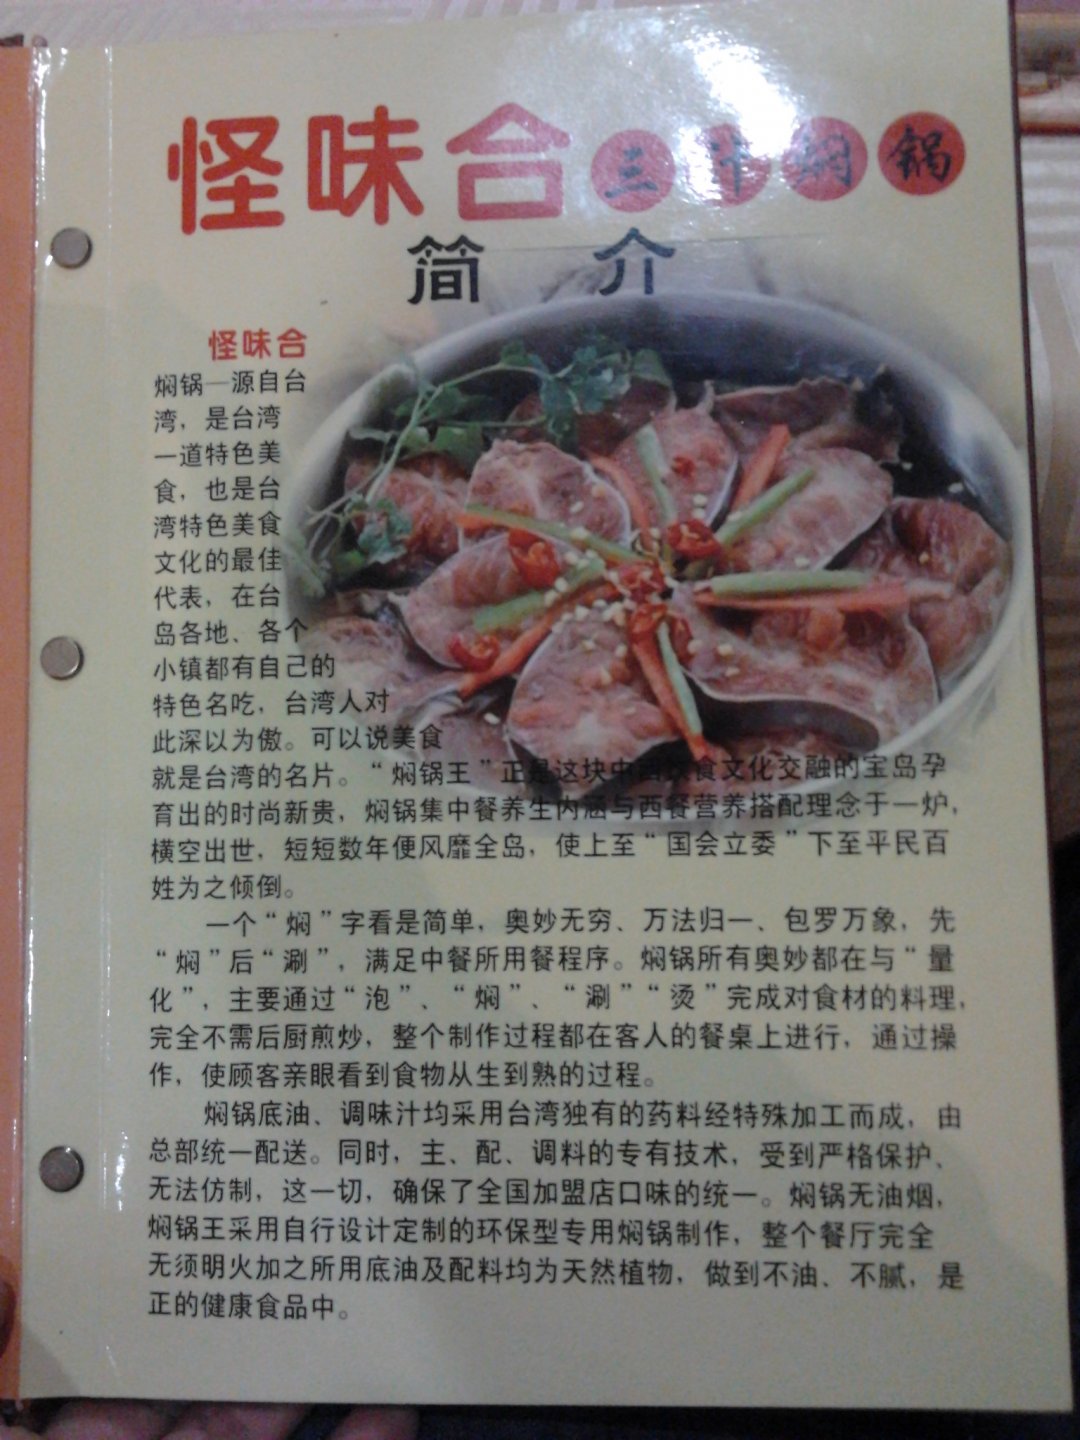 怪味合三汁焖锅
简 介
怪味合
焖锅—源自台
湾，是台湾
一道特色美
食，也是台
湾特色美食
文化的最佳
代表，在台
岛各地、各个
小镇都有自己的
特色名吃，台湾人对
此深以为傲。可以说美食
就是台湾的名片。“焖锅王”正是这块中西饮食文化交融的宝岛孕
育出的时尚新贵，焖锅集中餐养生内涵与西餐营养搭配理念于一炉，
横空出世，短短数年便风靡全岛，使上至“国会立委”下至平民百
姓为之倾倒。
一个“焖”字看是简单，奥妙无穷、万法归一、包罗万象，先
“焖”后“涮”，满足中餐所用餐程序。焖锅所有奥妙都在与“量
化”，主要通过“泡”、“焖”、“涮”“烫”完成对食材的料理，
完全不需后厨煎炒，整个制作过程都在客人的餐桌上进行，通过操
作，使顾客亲眼看到食物从生到熟的过程。
焖锅底油、调味汁均采用台湾独有的药料经特殊加工而成，由
总部统一配送。同时，主、配、调料的专有技术，受到严格保护、
无法仿制，这一切，确保了全国加盟店口味的统一。焖锅无油烟，
焖锅王采用自行设计定制的环保型专用焖锅制作，整个餐厅完全
无须明火加之所用底油及配料均为天然植物，做到不油、不腻，是
正的健康食品中。